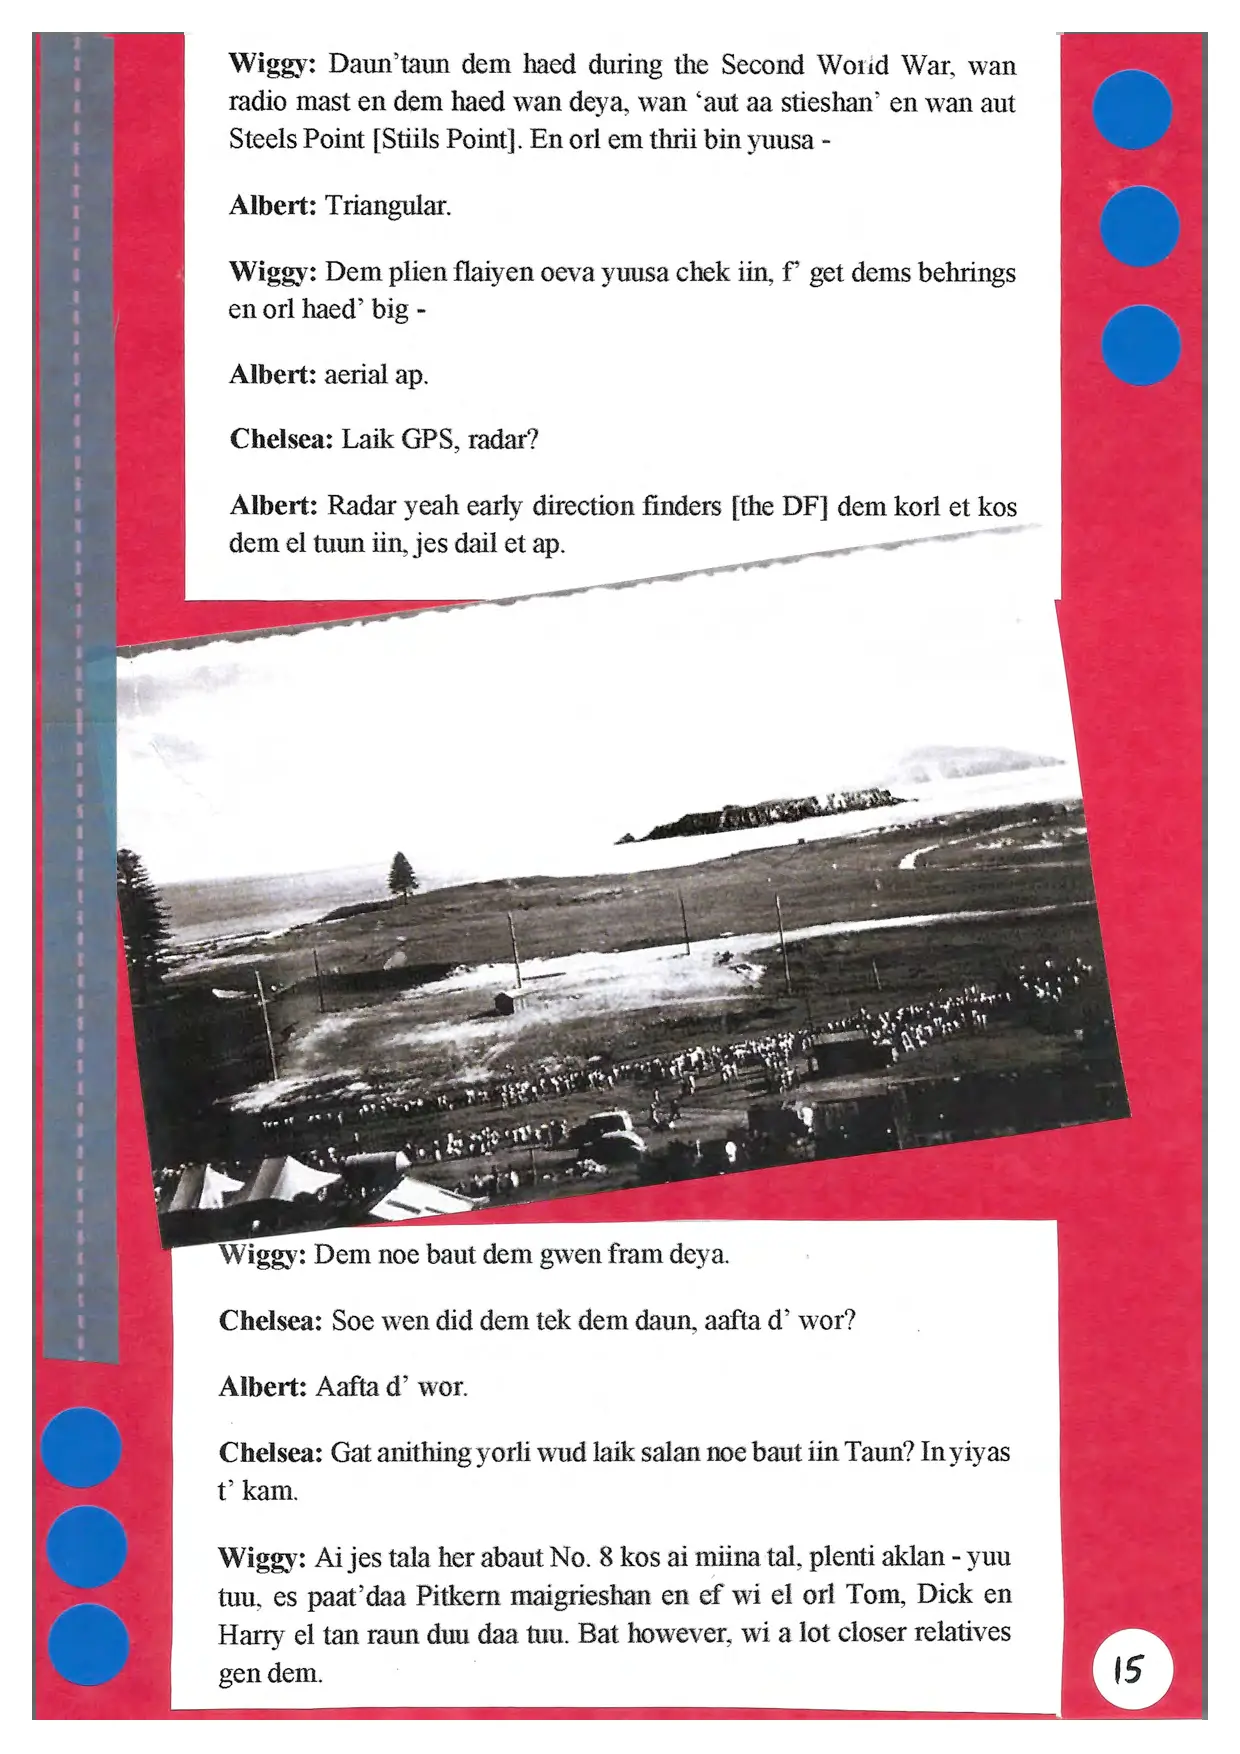 Wiggy: Daun'taun dem haed during the Second World War, wan
radio mast en dem haed wan deya, wan 'aut aa stieshan' en wan aut
Steels Point [Stiils Point]. En orl em thrii bin yuusa -
Albert: Triangular.
Wiggy: Dem plien flaiyen oeva yuusa chek iin, f' get dems behrings
en orl haed' big -
Albert: aerial ap.
Chelsea: Laik GPS, radar?
Albert: Radar yeah early direction finders [the DF] dem korl et kos
dem el tuun iin, jes dail et ap.
Wiggy: Dem noe baut dem gwen fram deya.
Chelsea: Soe wen did dem tek dem daun, aafta d' wor?
Albert: Aafta d' wor.
Chelsea: Gat anithing yorli wud laik salan noe baut iin Taun? In yiyas
t' kam.
Wiggy: Ai jes tala her abaut No. 8 kos ai miina tal, plenti aklan - yuu
tuu, es paat'daa Pitkern maigrieshan en ef wi el orl Tom, Dick en
Harry el tan raun duu daa tuu. Bat however, wi a lot closer relatives
gen dem.
15